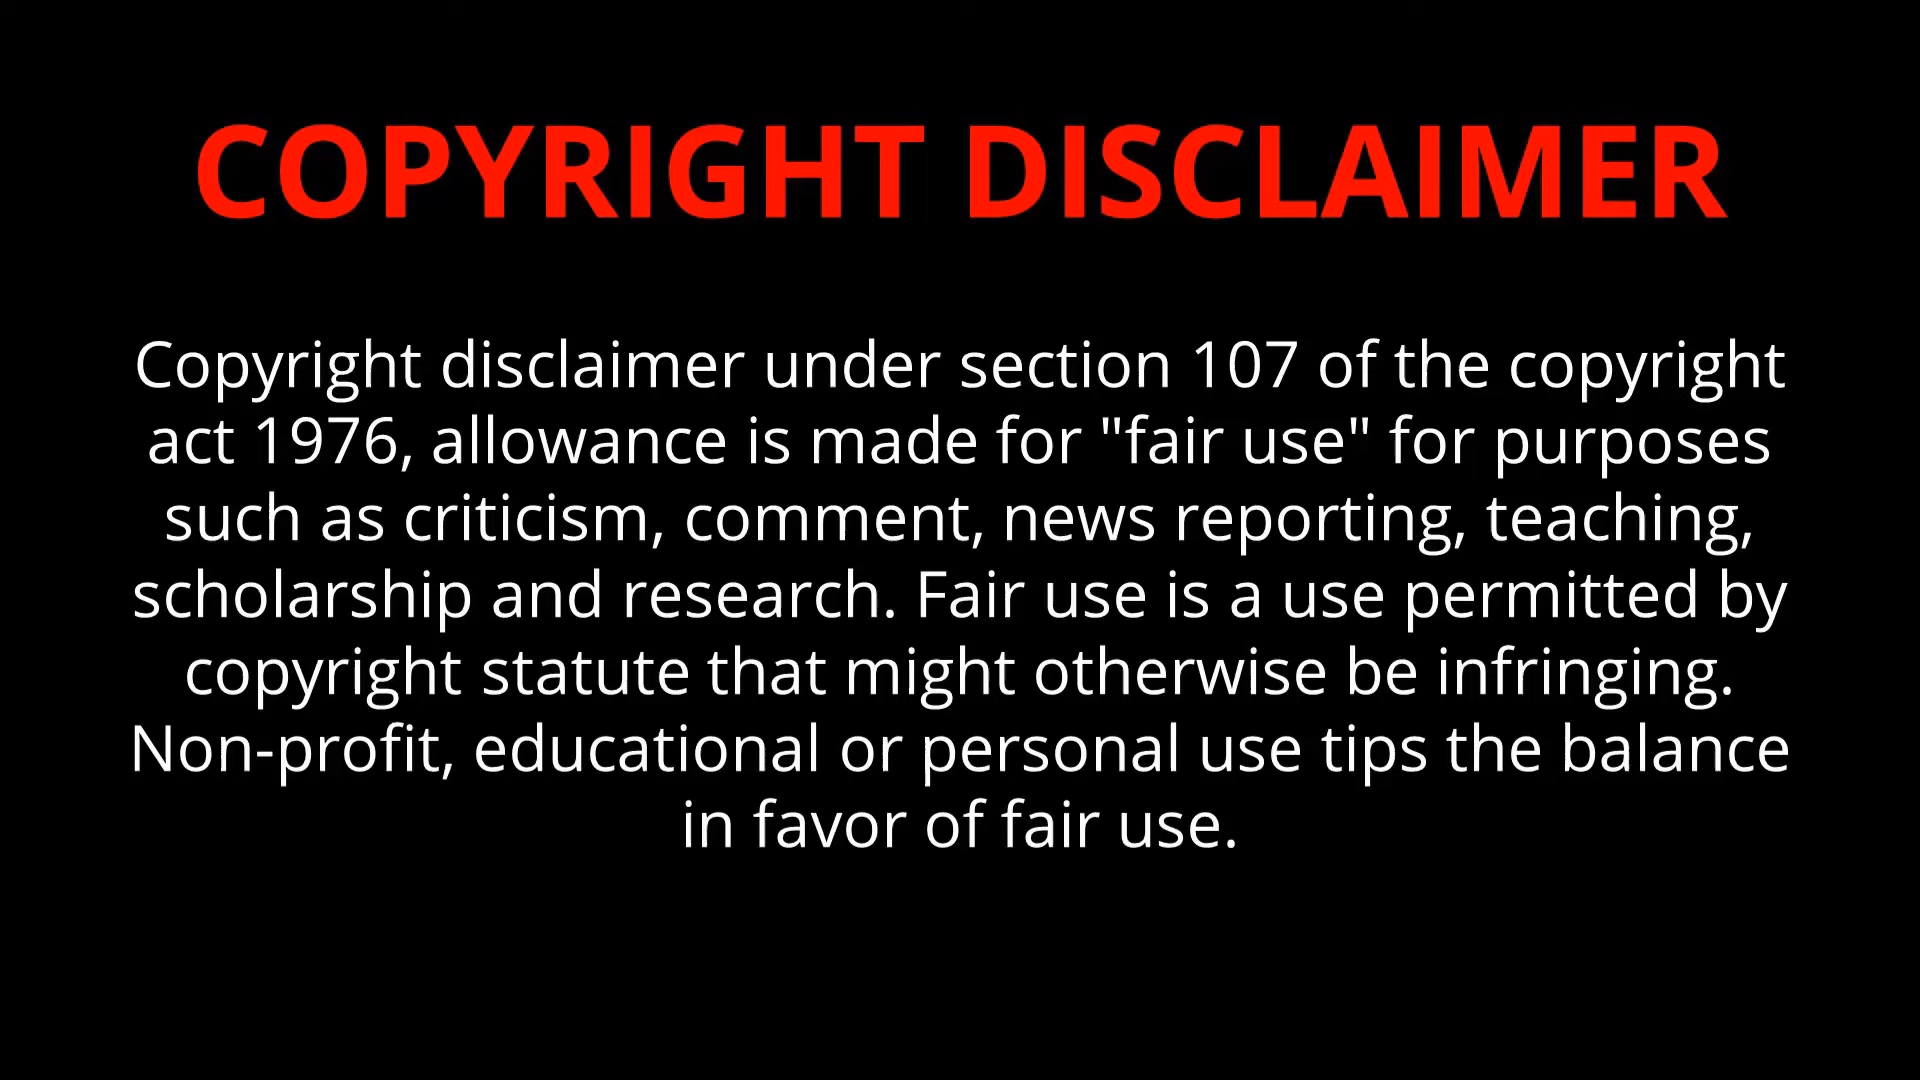 COPYRIGHT DISCLAIMER
Copyright disclaimer under section 107 of the copyright
act 1976, allowance is made for "fair use" for purposes
such as criticism, comment, news reporting, teaching,
scholarship and research. Fair use is a use permitted by
copyright statute that might otherwise be infringing.
Non-profit, educational or personal use tips the balance
in favor of fair use.